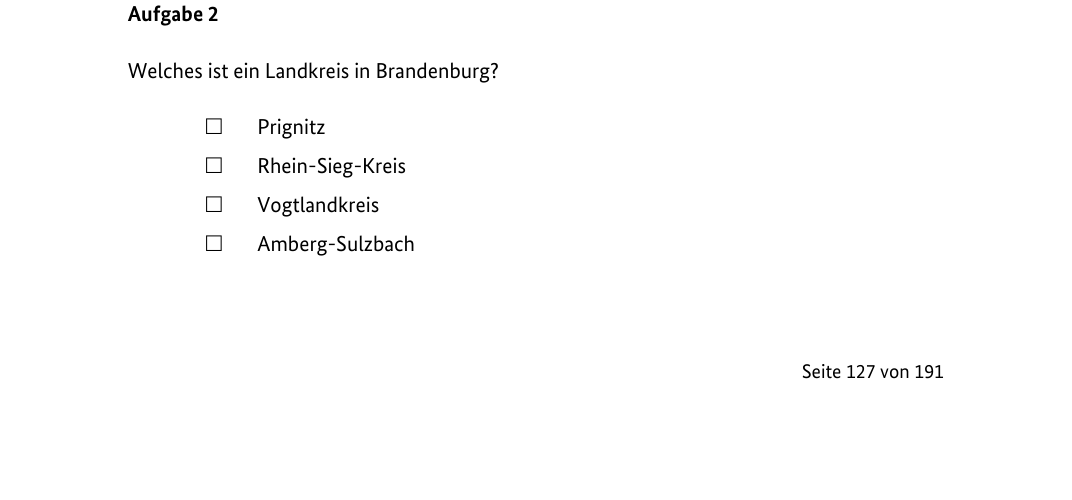 Aufgabe 2
Welches ist ein Landkreis in Brandenburg?
☐ Prignitz
☐ Rhein-Sieg-Kreis
☐ Vogtlandkreis
☐ Amberg-Sulzbach
Seite 127 von 191